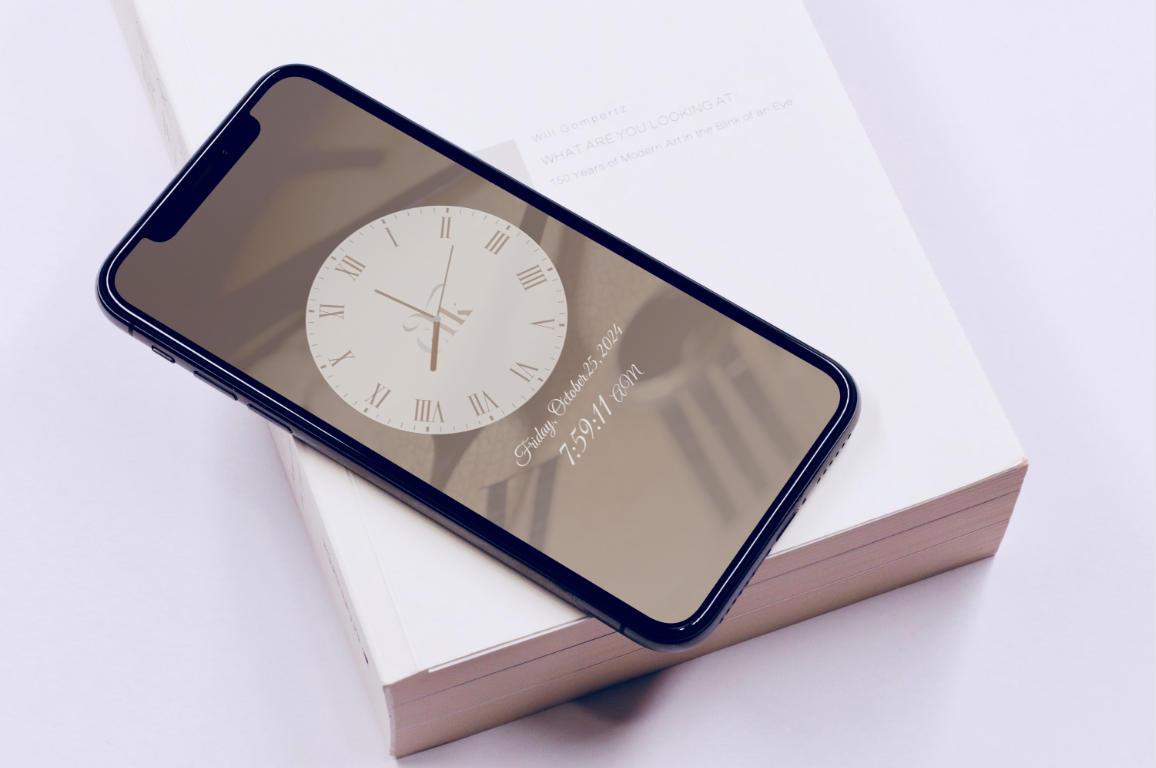 Will Gompertz
WHAT ARE YOU LOOKING AT
150 Years of Modern Art in the Blink of an Eye
XII
I
II
III
IIII
V
VI
VII
VIII
IX
X
XI
Friday, October 25, 2024
7:59:11 AM